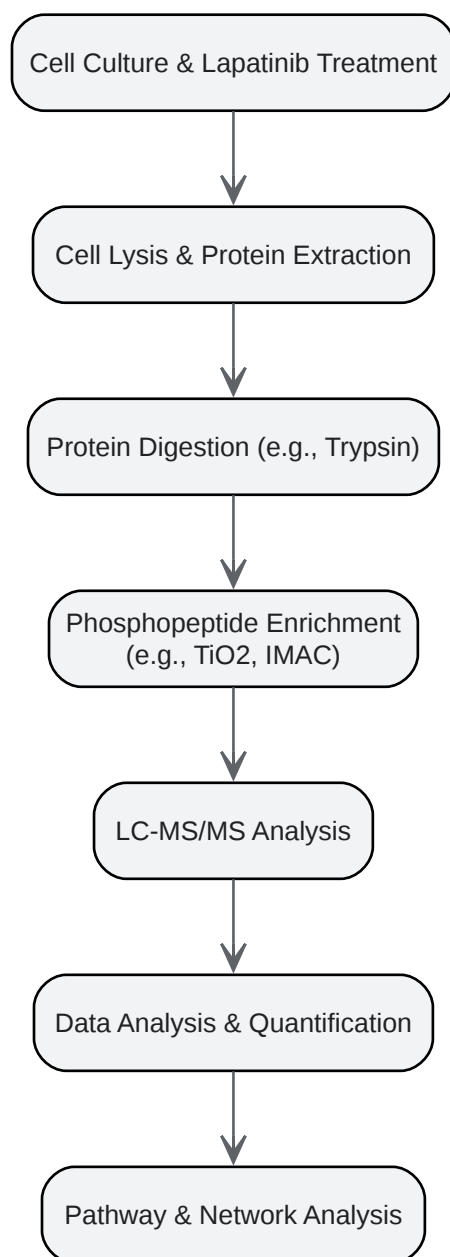 Cell Culture & Lapatinib Treatment
Cell Lysis & Protein Extraction
Protein Digestion (e.g., Trypsin)
Phosphopeptide Enrichment
(e.g., TiO2, IMAC)
LC-MS/MS Analysis
Data Analysis & Quantification
Pathway & Network Analysis